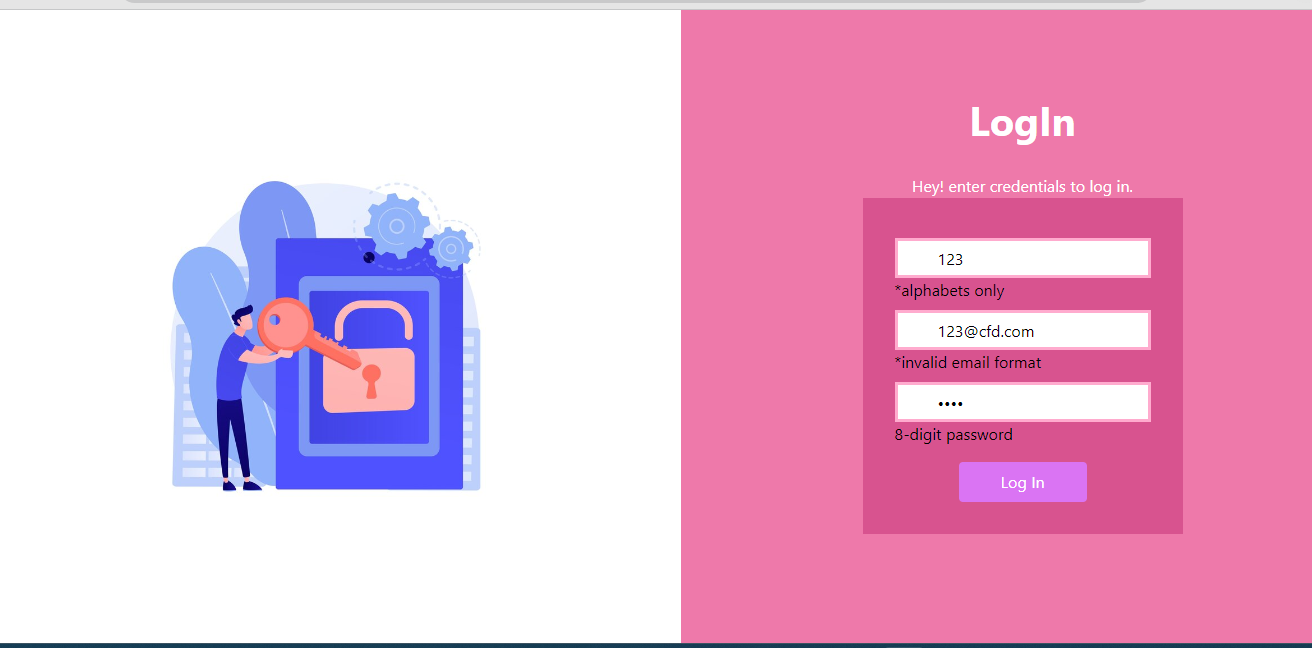 LogIn
Hey! enter credentials to log in.
123
*alphabets only
123@cfd.com
*invalid email format
••••
8-digit password
Log In